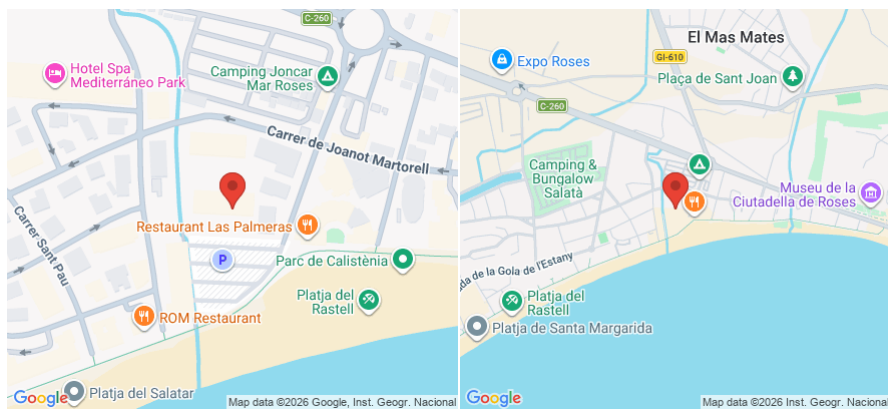 C-260
Hotel Spa
Mediterráneo Park
Camping Joncar
Mar Roses
Carrer de Joanot Martorell
Carrer Sant Pau
Restaurant Las Palmeras
P
Parc de Calistènia
Platja del
Rastell
ROM Restaurant
Platja del Salatar
Google
Map data ©2026 Google, Inst. Geogr. Nacional
El Mas Mates
Expo Roses
GI-610
Plaça de Sant Joan
C-260
Camping &
Bungalow
Salatà
Museu de la
Ciutadella de Roses
da de la Gola de l'Estany
Platja del
Rastell
Platja de Santa Margarida
Google
Map data ©2026 Google, Inst. Geogr. Nacional